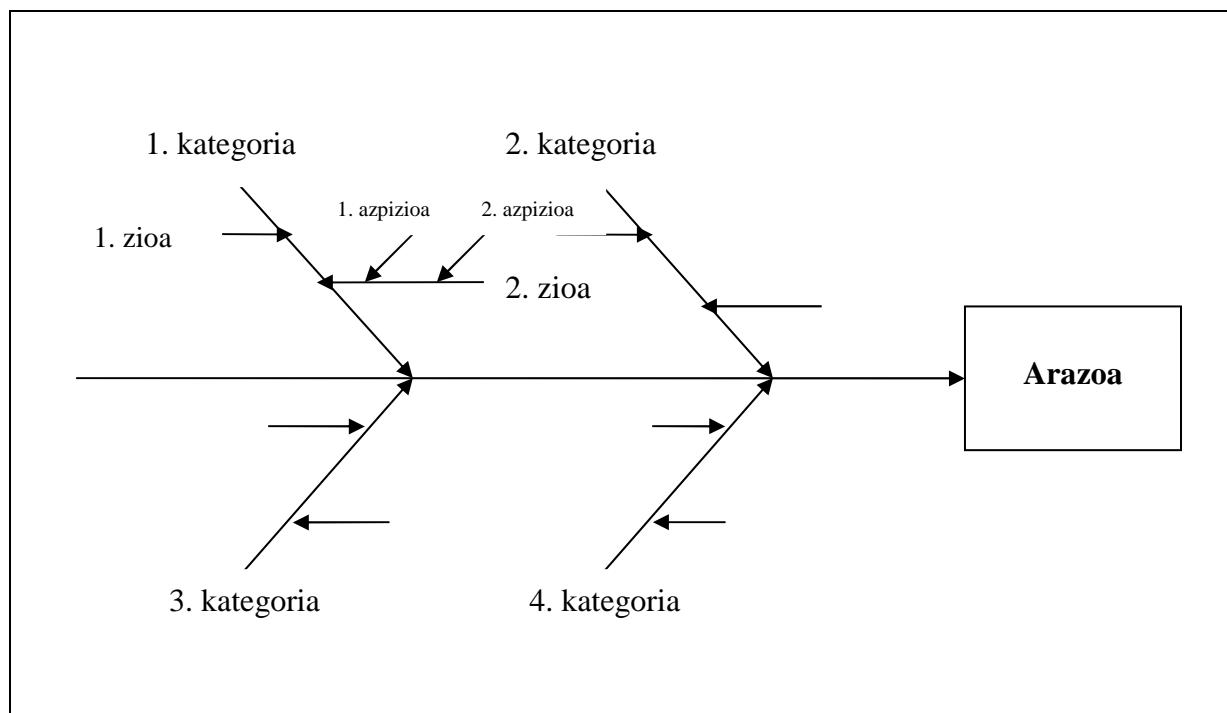 1. kategoria
2. kategoria
1. azpizioa
2. azpizioa
1. zioa
2. zioa
Arazoa
3. kategoria
4. kategoria